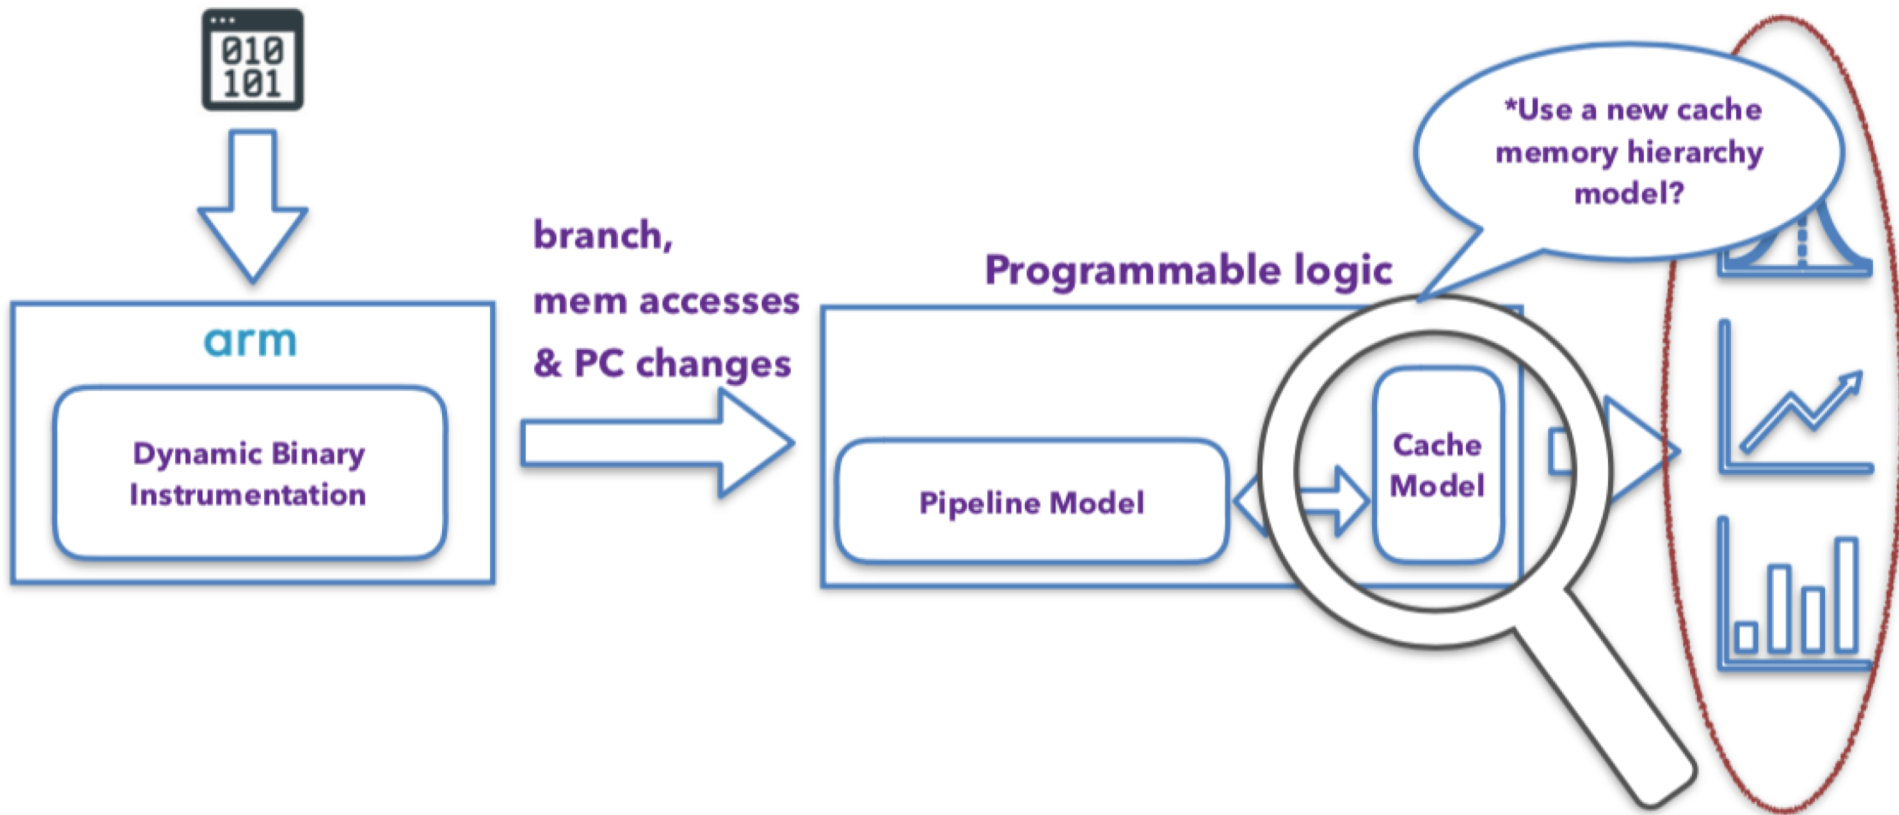 010
101
arm
Dynamic Binary
Instrumentation
branch,
mem accesses
& PC changes
Programmable logic
Pipeline Model
Cache
Model
*Use a new cache
memory hierarchy
model?